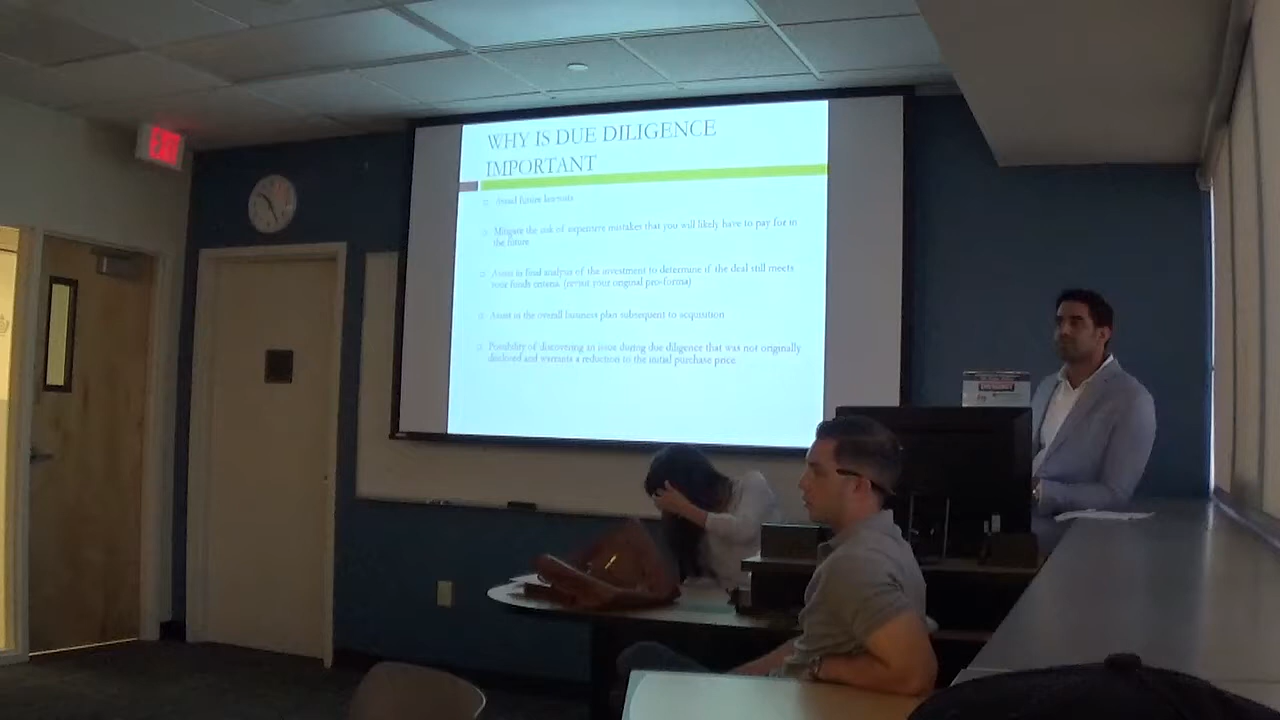 EXIT
WHY IS DUE DILIGENCE
IMPORTANT
Avoid future lawsuits
Mitigate the risk of expensive mistakes that you will likely have to pay for in
the future
Assist in final analysis of the investment to determine if the deal still meets
your funds criteria. (revisit your original pro-forma)
Assist in the overall business plan subsequent to acquisition
Possibility of discovering an issue during due diligence that was not originally
disclosed and warrants a reduction to the initial purchase price
EMERGENCY